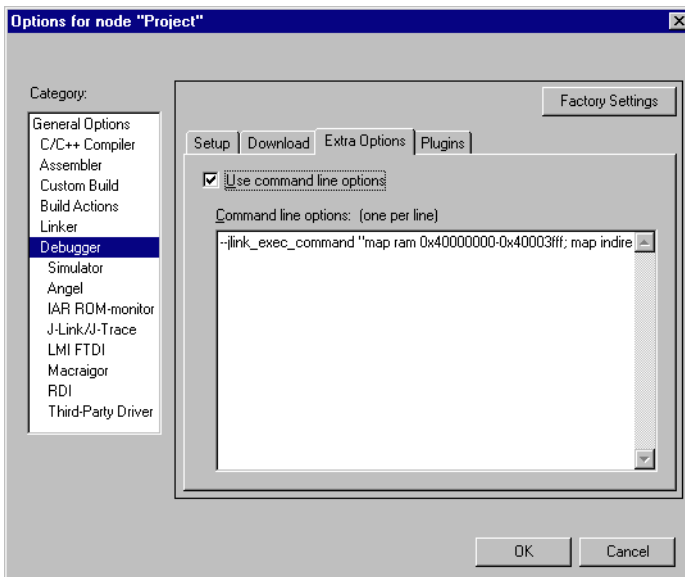 Options for node "Project"
Category:
Factory Settings
General Options
C/C++ Compiler
Assembler
Custom Build
Build Actions
Linker
Debugger
Simulator
Angel
IAR ROM-monitor
J-Link/J-Trace
LMI FTDI
Macraigor
RDI
Third-Party Driver
Setup Download Extra Options Plugins
Use command line options
Command line options: (one per line)
--jlink_exec_command "map ram 0x40000000-0x40003fff; map indire
OK Cancel